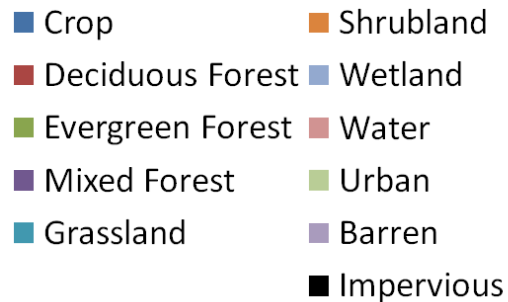 Crop
Deciduous Forest
Evergreen Forest
Mixed Forest
Grassland
Shrubland
Wetland
Water
Urban
Barren
Impervious